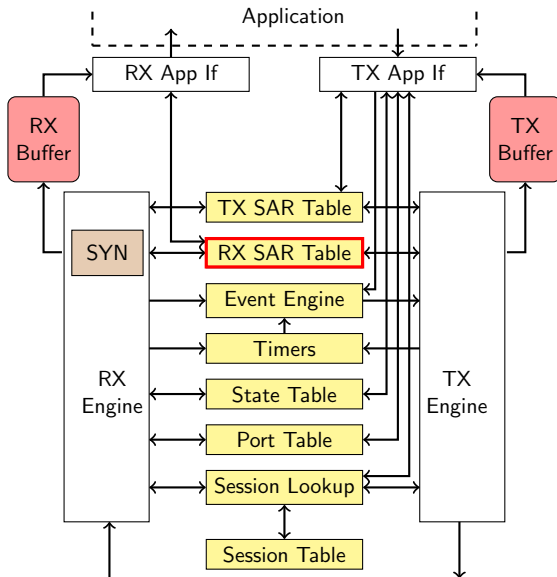 Application
RX App If
TX App If
RX
Buffer
TX
Buffer
TX SAR Table
SYN
RX SAR Table
Event Engine
Timers
RX
Engine
State Table
TX
Engine
Port Table
Session Lookup
Session Table